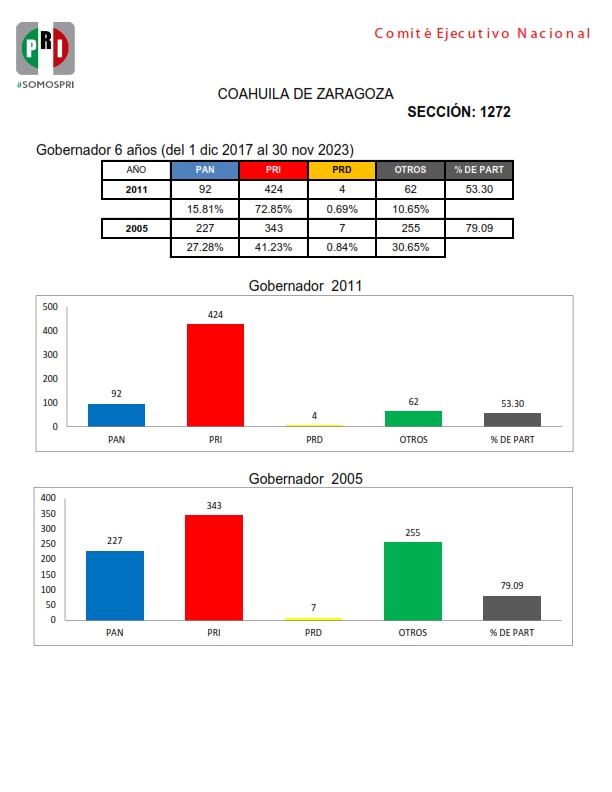 PRI
#SOMOSPRI
Comité Ejecutivo Nacional
COAHUILA DE ZARAGOZA
SECCIÓN: 1272
Gobernador 6 años (del 1 dic 2017 al 30 nov 2023)
AÑO PAN PRI PRD OTROS % DE PART
2011 92 424 4 62 53.30
15.81% 72.85% 0.69% 10.65%
2005 227 343 7 255 79.09
27.28% 41.23% 0.84% 30.65%
Gobernador 2011
500
400
300
200
100
0
92 424 4 62 53.30
PAN PRI PRD OTROS % DE PART
Gobernador 2005
400
350
300
250
200
150
100
50
0
227 343 7 255 79.09
PAN PRI PRD OTROS % DE PART